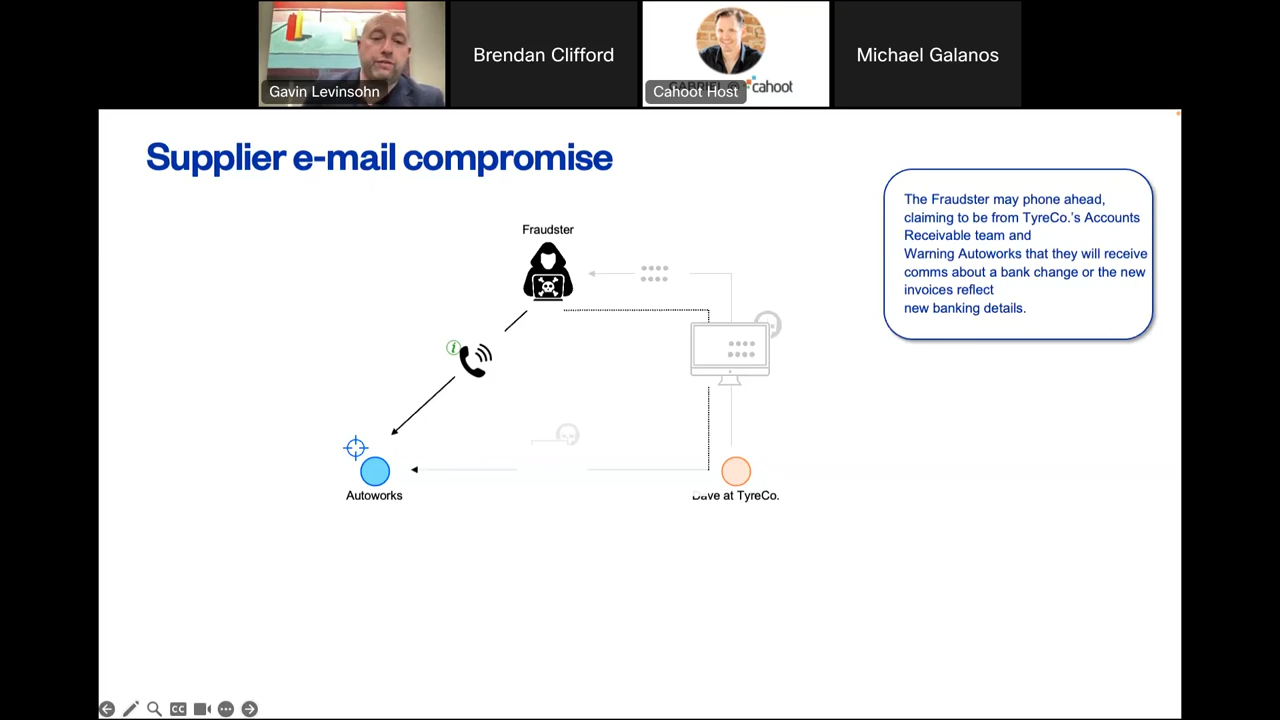 Brendan Clifford
Michael Galanos
Gavin Levinsohn
Cahoot Host
cahoot
Supplier e-mail compromise
The Fraudster may phone ahead,
claiming to be from TyreCo.'s Accounts
Receivable team and
Warning Autoworks that they will receive
comms about a bank change or the new
invoices reflect
new banking details.
Fraudster
i
Autoworks
Dave at TyreCo.
CC